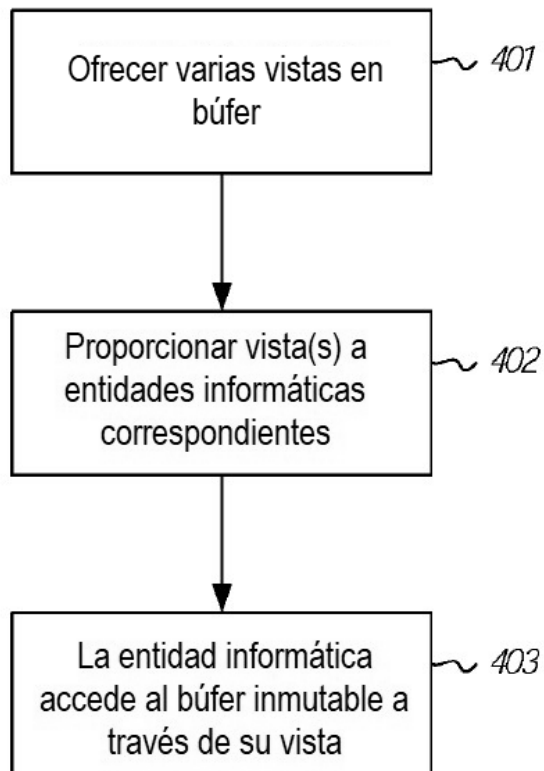 Ofrecer varias vistas en
búfer
401
Proporcionar vista(s) a
entidades informáticas
correspondientes
402
La entidad informática
accede al búfer inmutable a
través de su vista
403